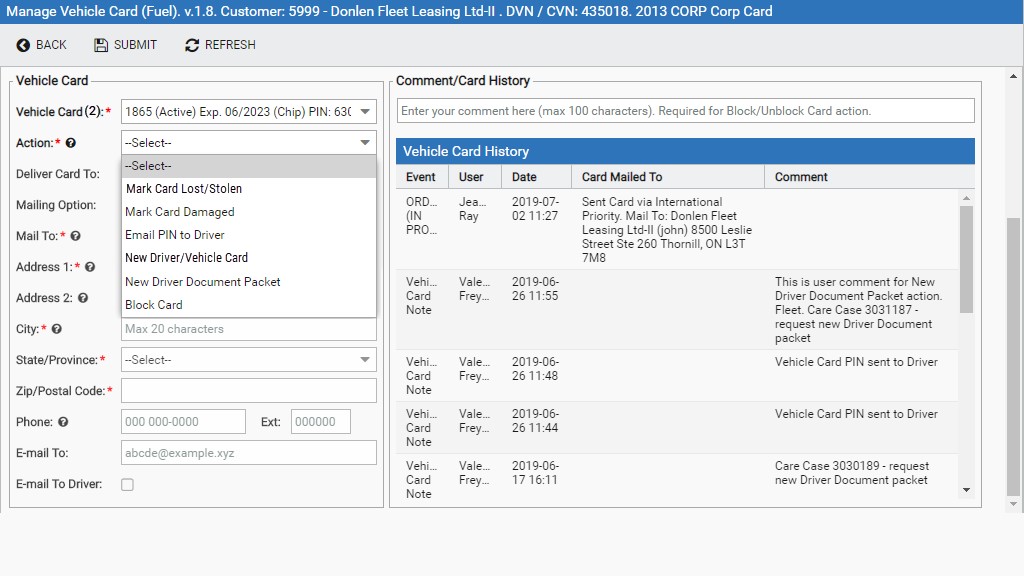 Manage Vehicle Card (Fuel). v.1.8. Customer: 5999 - Donlen Fleet Leasing Ltd-II . DVN / CVN: 435018. 2013 CORP Corp Card
BACK SUBMIT REFRESH
Vehicle Card
Vehicle Card(2):* 1865 (Active) Exp. 06/2023 (Chip) PIN: 630
Action:* --Select--
--Select--
Mark Card Lost/Stolen
Mark Card Damaged
Email PIN to Driver
New Driver/Vehicle Card
New Driver Document Packet
Block Card
Deliver Card To:
Mailing Option:
Mail To:*
Address 1:*
Address 2:
City:* Max 20 characters
State/Province:* --Select--
Zip/Postal Code:*
Phone: 000 000-0000 Ext: 000000
E-mail To: abcde@example.xyz
E-mail To Driver:
Comment/Card History
Enter your comment here (max 100 characters). Required for Block/Unblock Card action.
Vehicle Card History
Event User Date Card Mailed To Comment
ORD... Jea... 2019-07- Sent Card via International
(IN Ray 02 11:27 Priority. Mail To: Donlen Fleet
PRO... Leasing Ltd-II (john) 8500 Leslie
Street Ste 260 Thornill, ON L3T
7M8
Vehi... Vale... 2019-06- This is user comment for New
Card Frey... 26 11:55 Driver Document Packet action.
Note Fleet. Care Case 3031187 -
request new Driver Document
packet
Vehi... Vale... 2019-06- Vehicle Card PIN sent to Driver
Card Frey... 26 11:48
Note
Vehi... Vale... 2019-06- Vehicle Card PIN sent to Driver
Card Frey... 26 11:44
Note
Vehi... Vale... 2019-06- Care Case 3030189 - request
Card Frey... 17 16:11 new Driver Document packet
Note